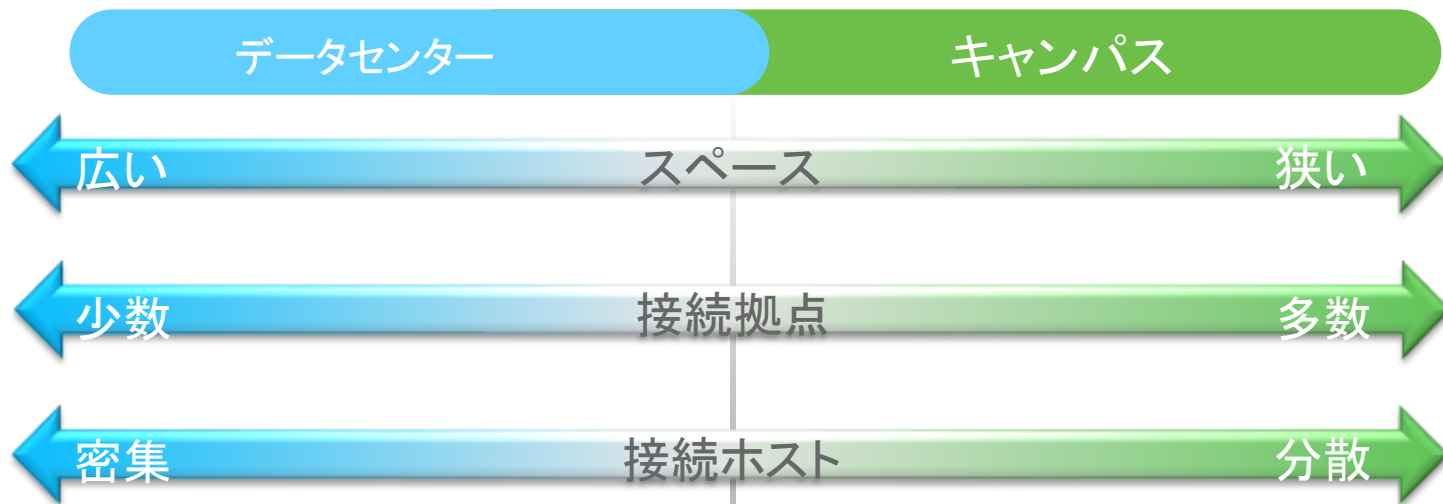 データセンター キャンパス
広い スペース 狭い
少数 接続拠点 多数
密集 接続ホスト 分散